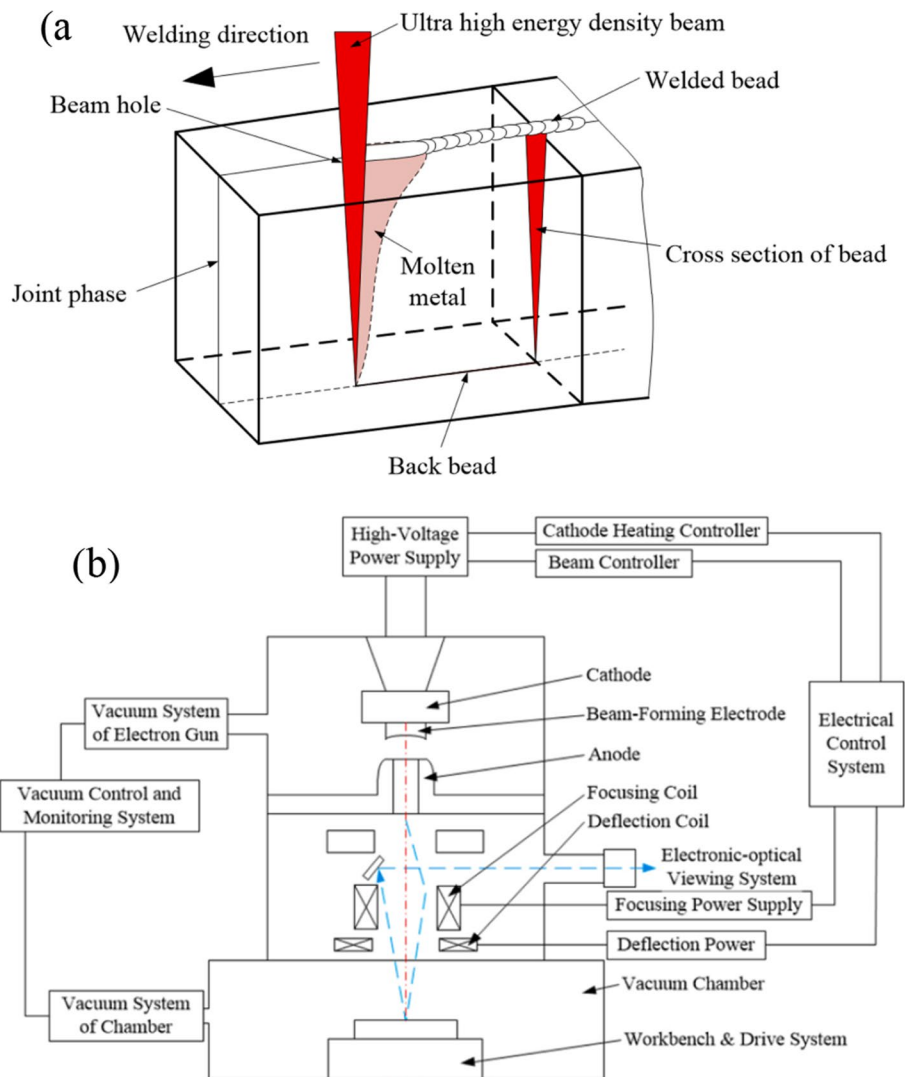 (a
Welding direction
Ultra high energy density beam
Beam hole
Welded bead
Molten
metal
Cross section of bead
Joint phase
Back bead
(b)
High-Voltage
Power Supply
Cathode Heating Controller
Beam Controller
Cathode
Vacuum System
of Electron Gun
Beam-Forming Electrode
Electrical
Control
System
Anode
Vacuum Control and
Monitoring System
Focusing Coil
Deflection Coil
Electronic-optical
Viewing System
Focusing Power Supply
Deflection Power
Vacuum System
of Chamber
Vacuum Chamber
Workbench & Drive System